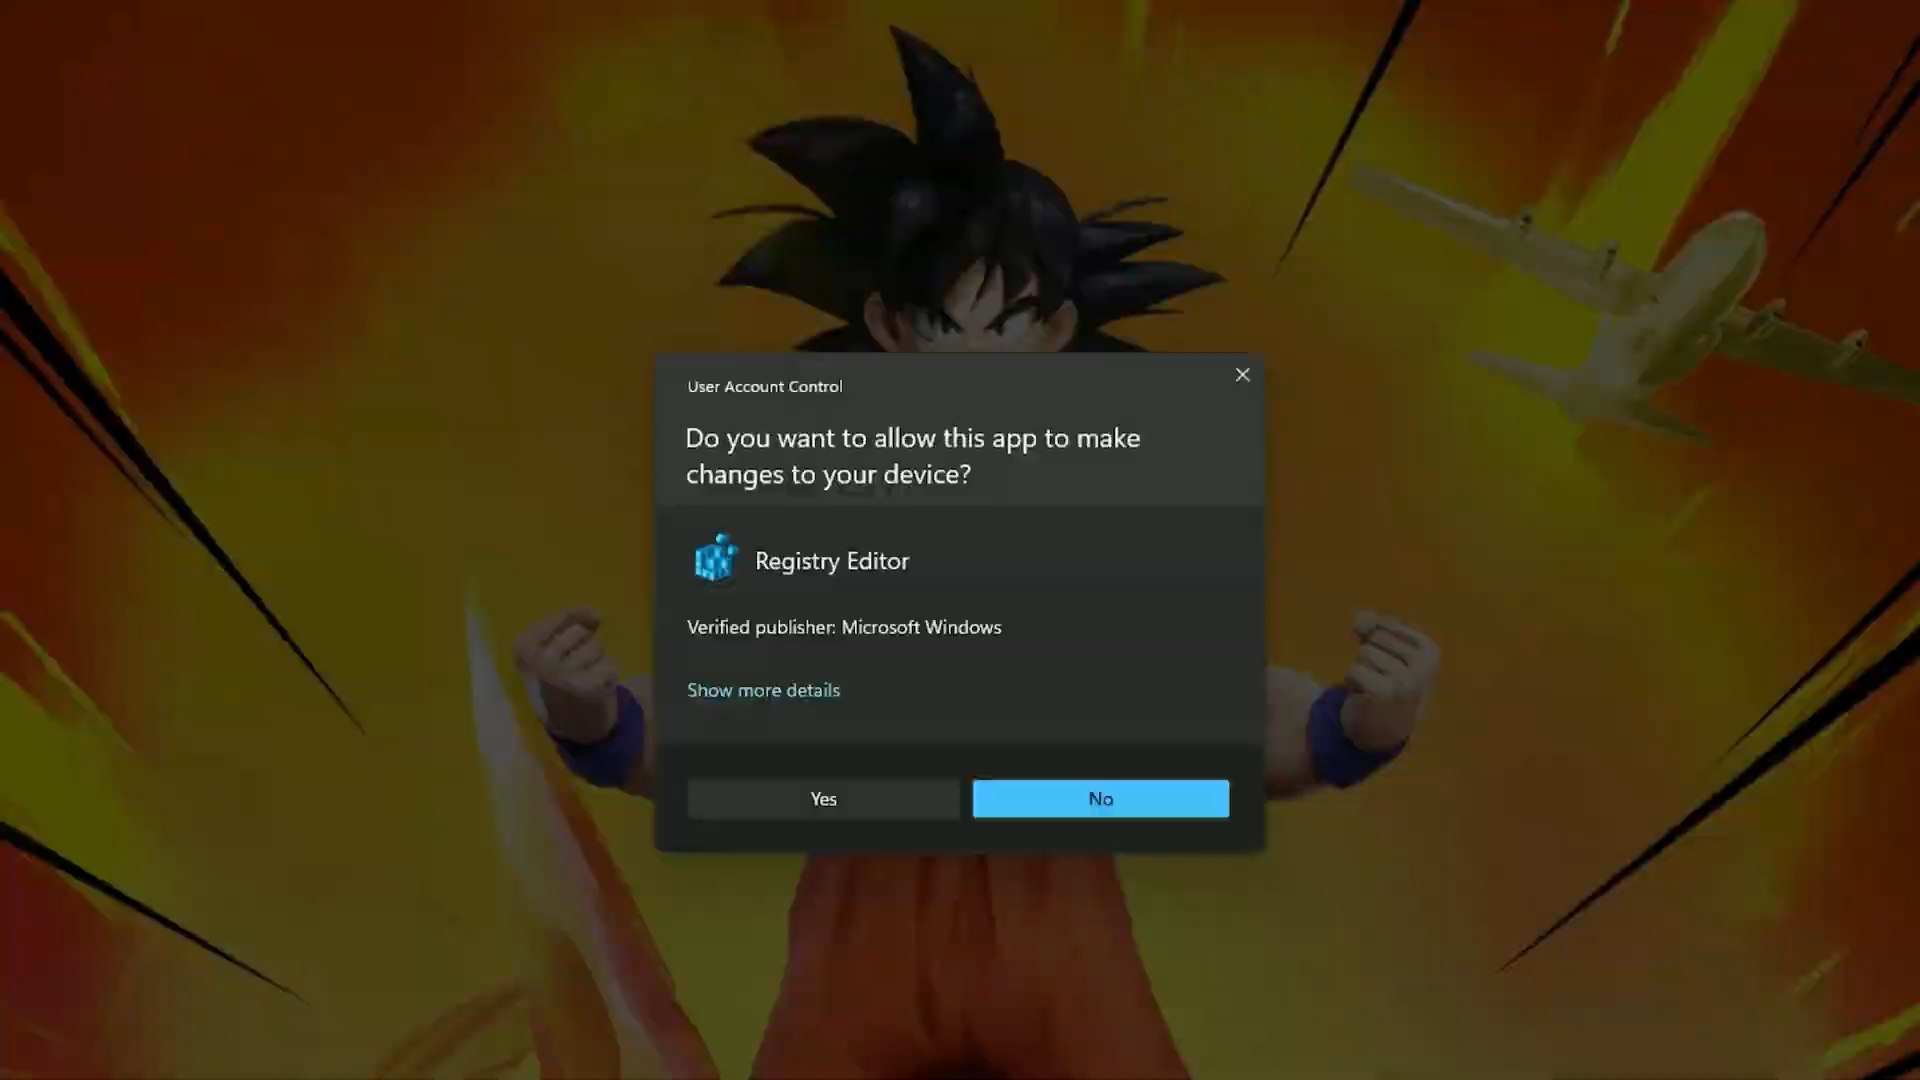 User Account Control
Do you want to allow this app to make
changes to your device?
Registry Editor
Verified publisher: Microsoft Windows
Show more details
Yes
No